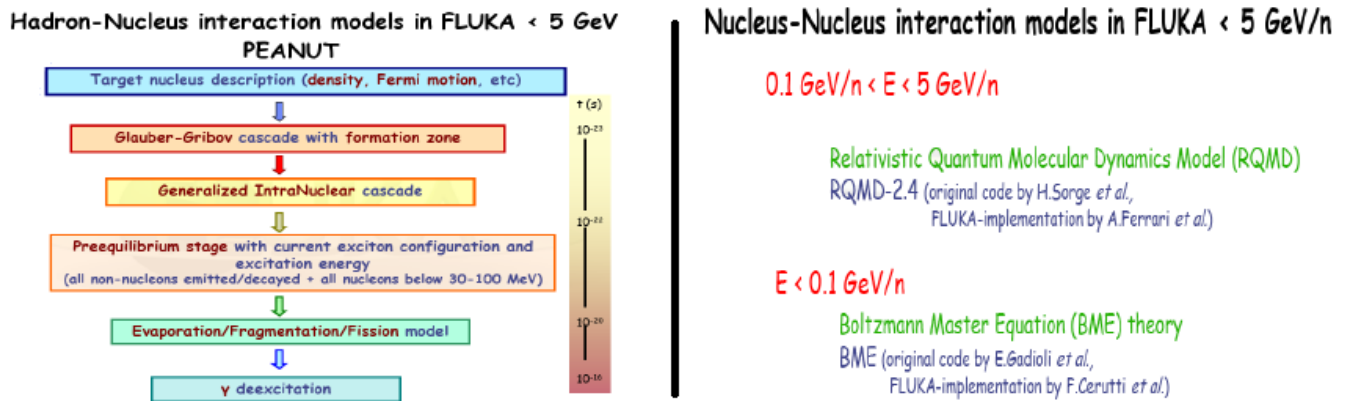 Hadron-Nucleus interaction models in FLUKA < 5 GeV
PEANUT
Target nucleus description (density, Fermi motion, etc)
Glauber-Gribov cascade with formation zone
Generalized IntraNuclear cascade
Preequilibrium stage with current exciton configuration and
excitation energy
(all non-nucleons emitted/decayed + all nucleons below 30-100 MeV)
Evaporation/Fragmentation/Fission model
γ deexcitation
t (s)
10⁻²³
10⁻²²
10⁻²⁰
10⁻¹⁶
Nucleus-Nucleus interaction models in FLUKA < 5 GeV/n
0.1 GeV/n < E < 5 GeV/n
Relativistic Quantum Molecular Dynamics Model (RQMD)
RQMD-2.4 (original code by H.Sorge et al.,
FLUKA-implementation by A.Ferrari et al.)
E < 0.1 GeV/n
Boltzmann Master Equation (BME) theory
BME (original code by E.Gadioli et al.,
FLUKA-implementation by F.Cerutti et al.)